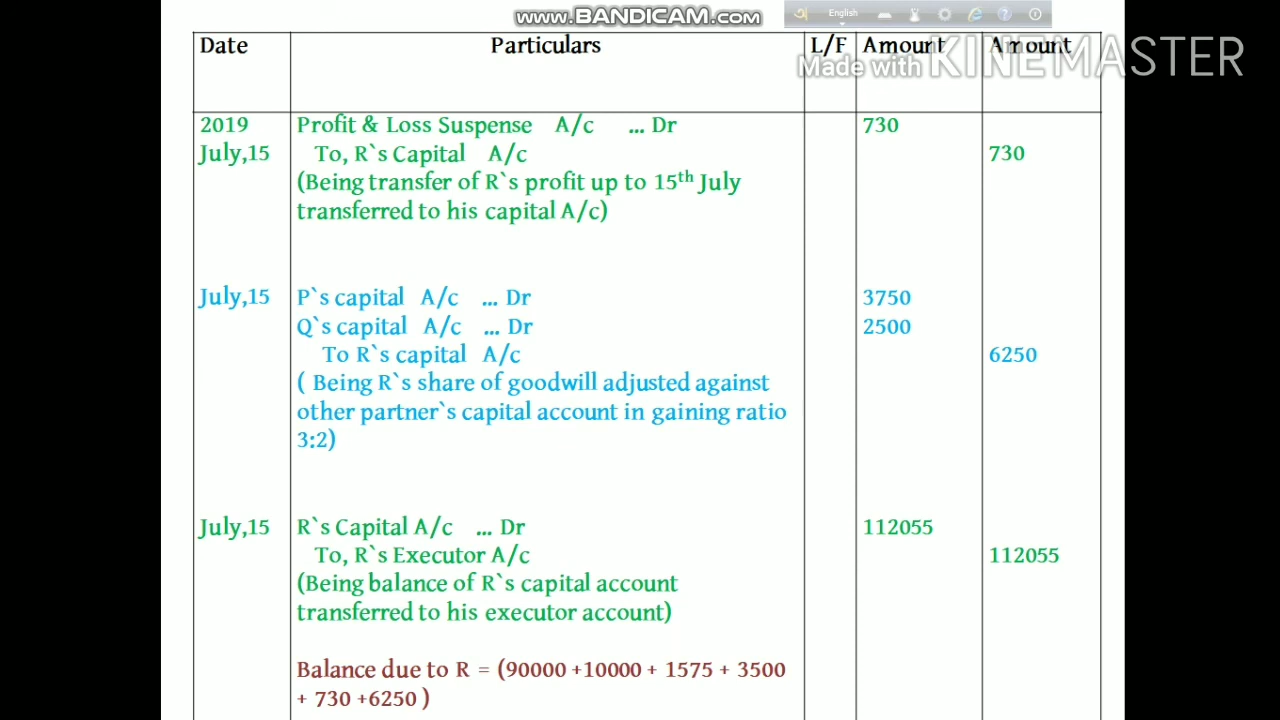 www.BANDICAM.com
English
Date Particulars L/F Amount Amount
Made with KINEMASTER
2019 Profit & Loss Suspense A/c ... Dr 730
July,15 To, R`s Capital A/c 730
(Being transfer of R`s profit up to 15th July
transferred to his capital A/c)
July,15 P`s capital A/c ... Dr 3750
Q`s capital A/c ... Dr 2500
To R`s capital A/c 6250
( Being R`s share of goodwill adjusted against
other partner`s capital account in gaining ratio
3:2)
July,15 R`s Capital A/c ... Dr 112055
To, R`s Executor A/c 112055
(Being balance of R`s capital account
transferred to his executor account)
Balance due to R = (90000 +10000 + 1575 + 3500
+ 730 +6250 )